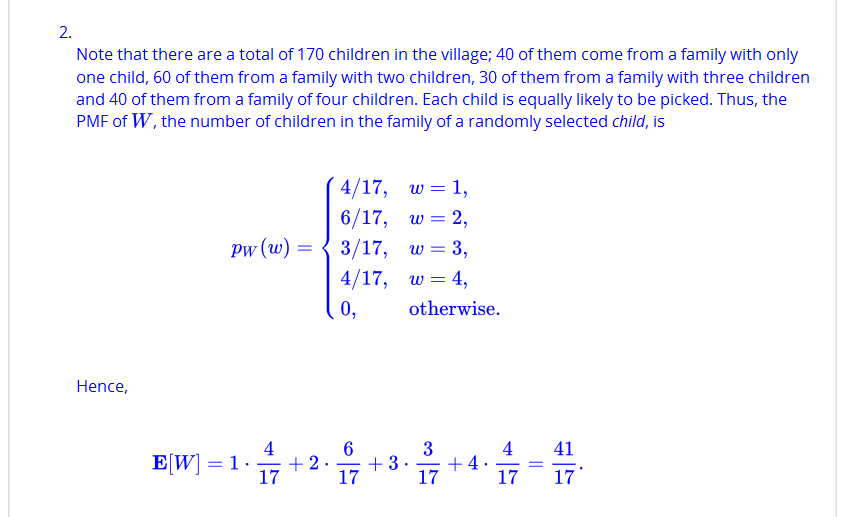 2.
Note that there are a total of 170 children in the village; 40 of them come from a family with only
one child, 60 of them from a family with two children, 30 of them from a family with three children
and 40 of them from a family of four children. Each child is equally likely to be picked. Thus, the
PMF of W, the number of children in the family of a randomly selected child, is
4/17, w = 1,
6/17, w = 2,
p_W(w) = { 3/17, w = 3,
4/17, w = 4,
0, otherwise.
Hence,
E[W] = 1 · 4/17 + 2 · 6/17 + 3 · 3/17 + 4 · 4/17 = 41/17.